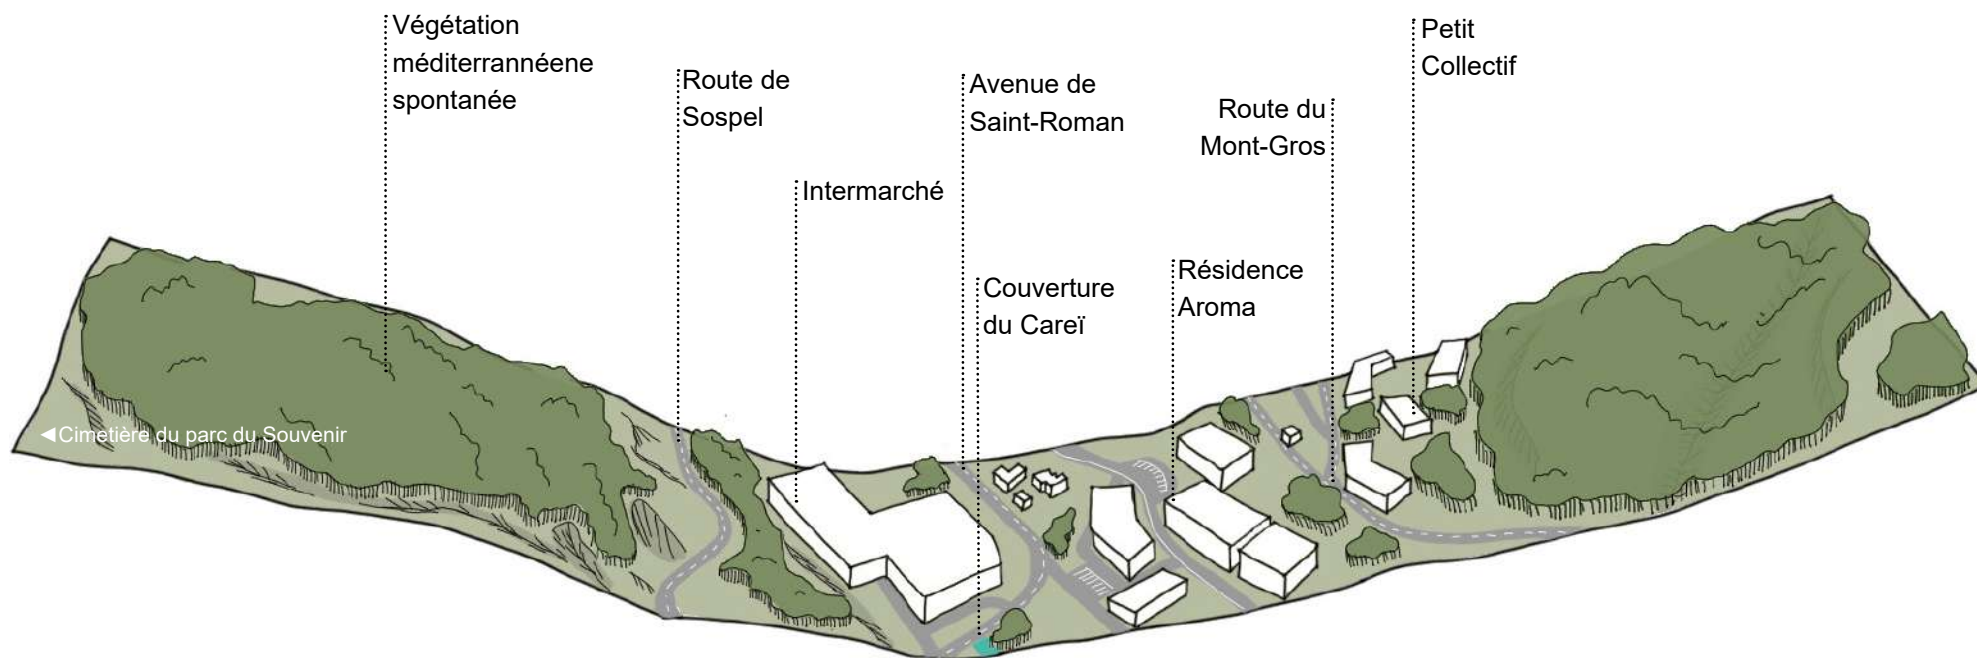 Végétation
méditerrannéene
spontanée
Route de
Sospel
Intermarché
Avenue de
Saint-Roman
Couverture
du Careï
Résidence
Aroma
Route du
Mont-Gros
Petit
Collectif
◄Cimetière du parc du Souvenir